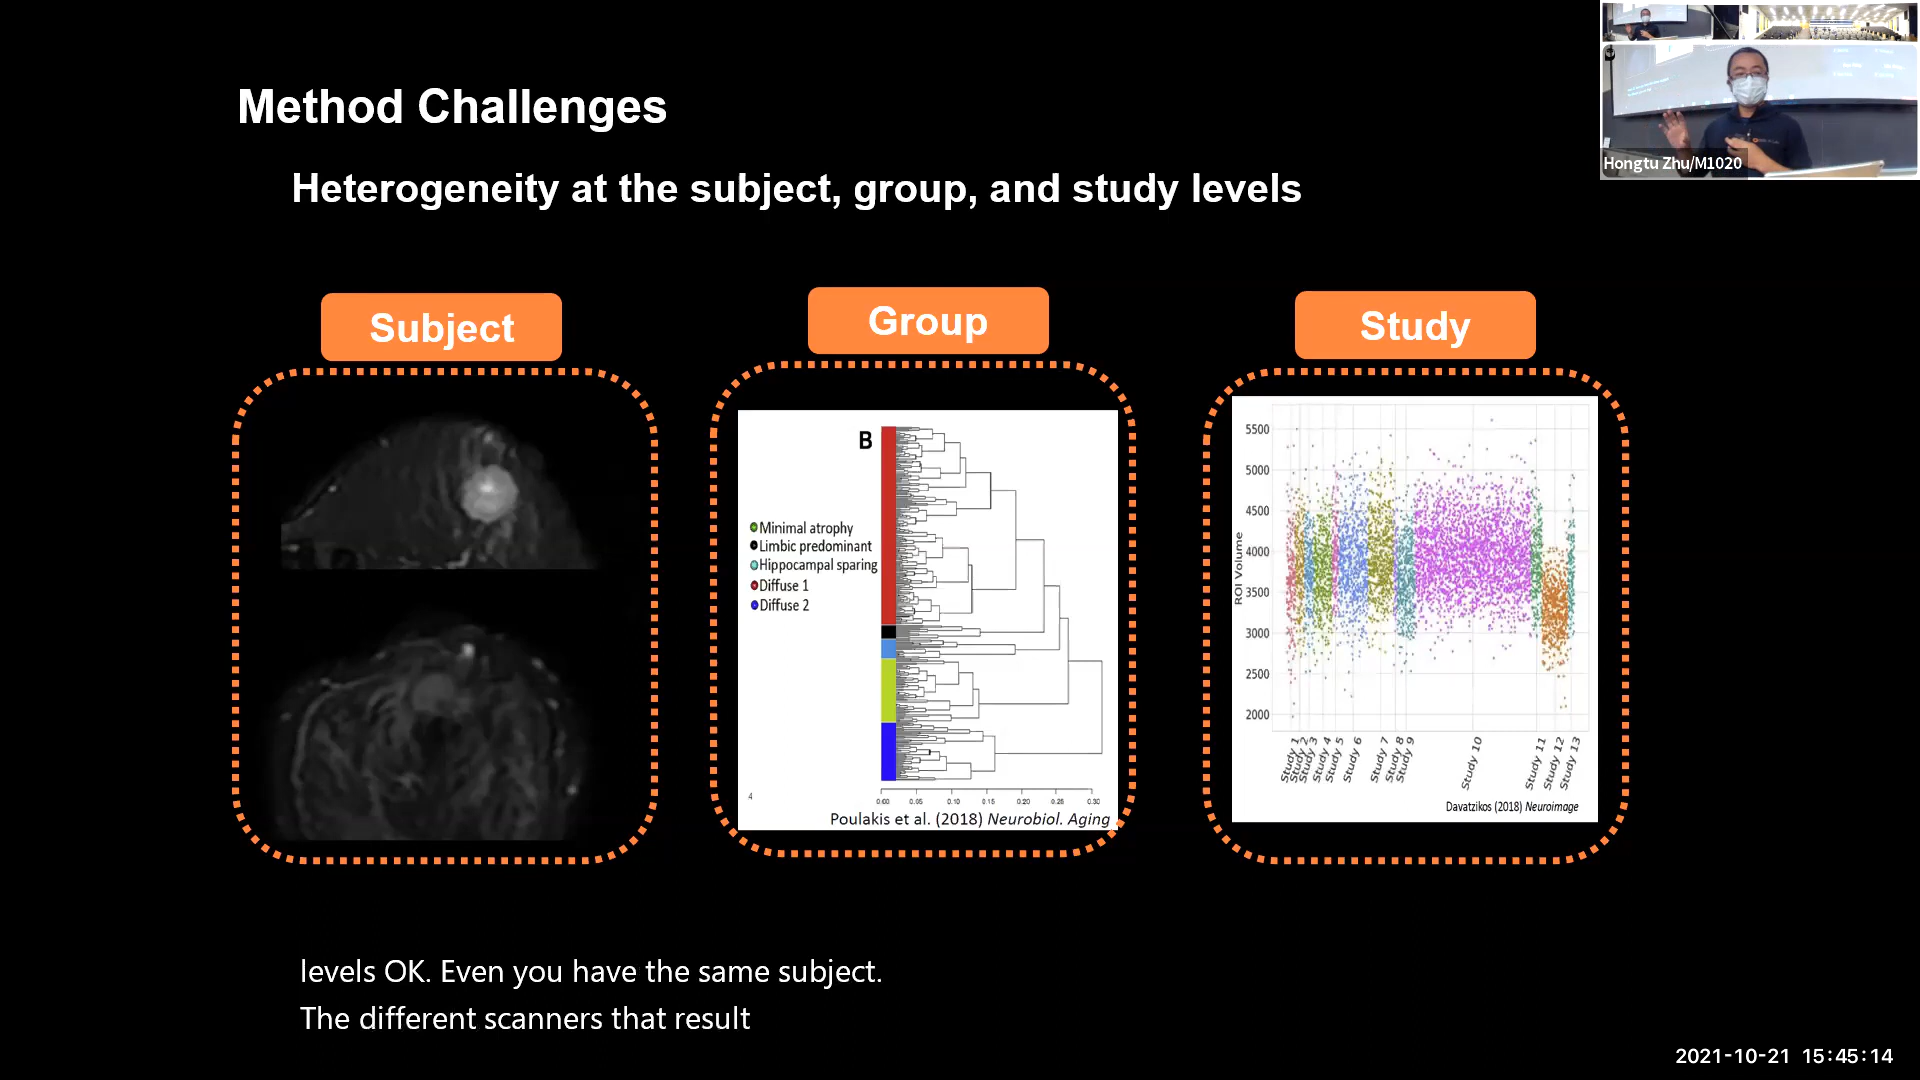 Method Challenges
Heterogeneity at the subject, group, and study levels
Hongtu Zhu/M1020
Subject
Group
Study
B
Minimal atrophy
Limbic predominant
Hippocampal sparing
Diffuse 1
Diffuse 2
4
0.00 0.05 0.10 0.15 0.20 0.25 0.30
Poulakis et al. (2018) Neurobiol. Aging
ROI Volume
5500
5000
4500
4000
3500
3000
2500
2000
Study 1
Study 2
Study 3
Study 4
Study 5
Study 6
Study 7
Study 8
Study 9
Study 10
Study 11
Study 12
Study 13
Davatzikos (2018) Neuroimage
levels OK. Even you have the same subject.
The different scanners that result
2021-10-21 15:45:14